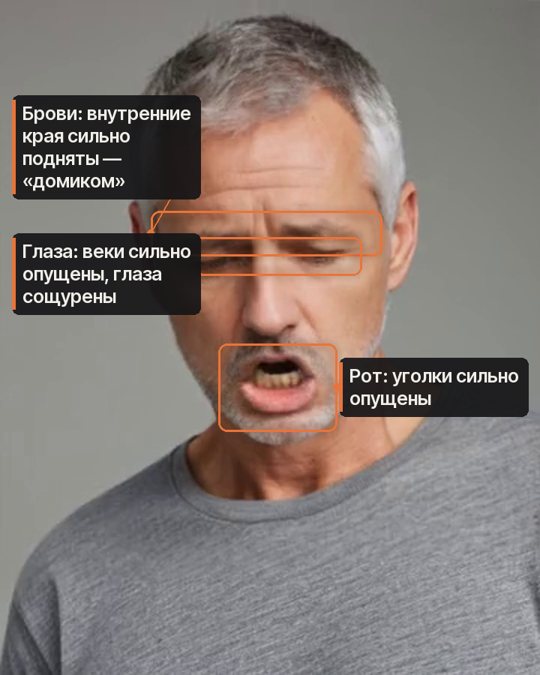 Брови: внутренние
края сильно
подняты —
«домиком»
Глаза: веки сильно
опущены, глаза
сощурены
Рот: уголки сильно
опущены